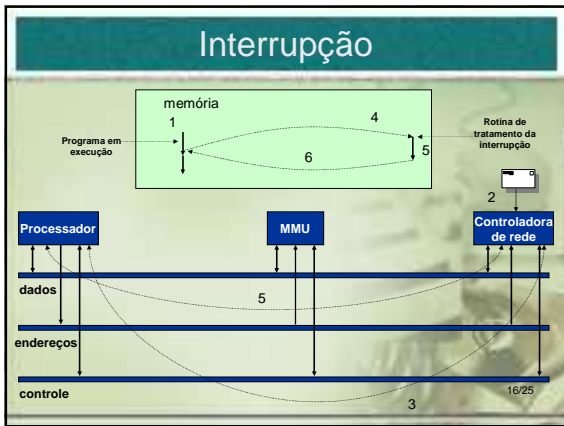 Interrupção
memória
1
4
Programa em
execução
Rotina de
tratamento da
interrupção
5
6
2
Processador
MMU
Controladora
de rede
dados
5
endereços
controle
16/25
3